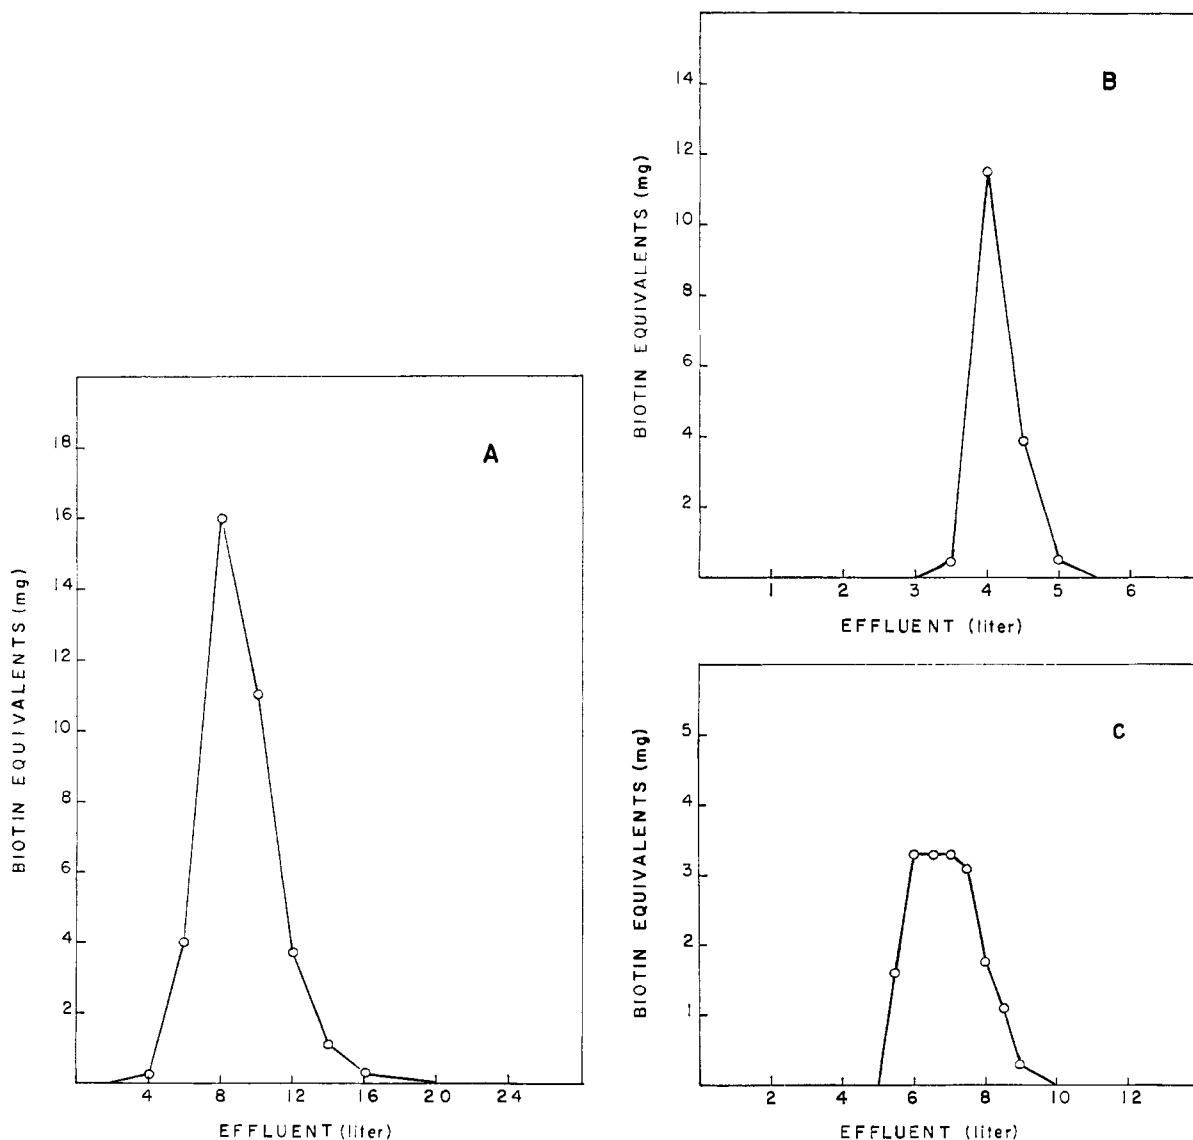 A
18
16
14
12
10
8
6
4
2
BIOTIN EQUIVALENTS (mg)
4 8 12 16 20 24
EFFLUENT (liter)
B
14
12
10
8
6
4
2
BIOTIN EQUIVALENTS (mg)
1 2 3 4 5 6
EFFLUENT (liter)
C
5
4
3
2
1
BIOTIN EQUIVALENTS (mg)
2 4 6 8 10 12
EFFLUENT (liter)